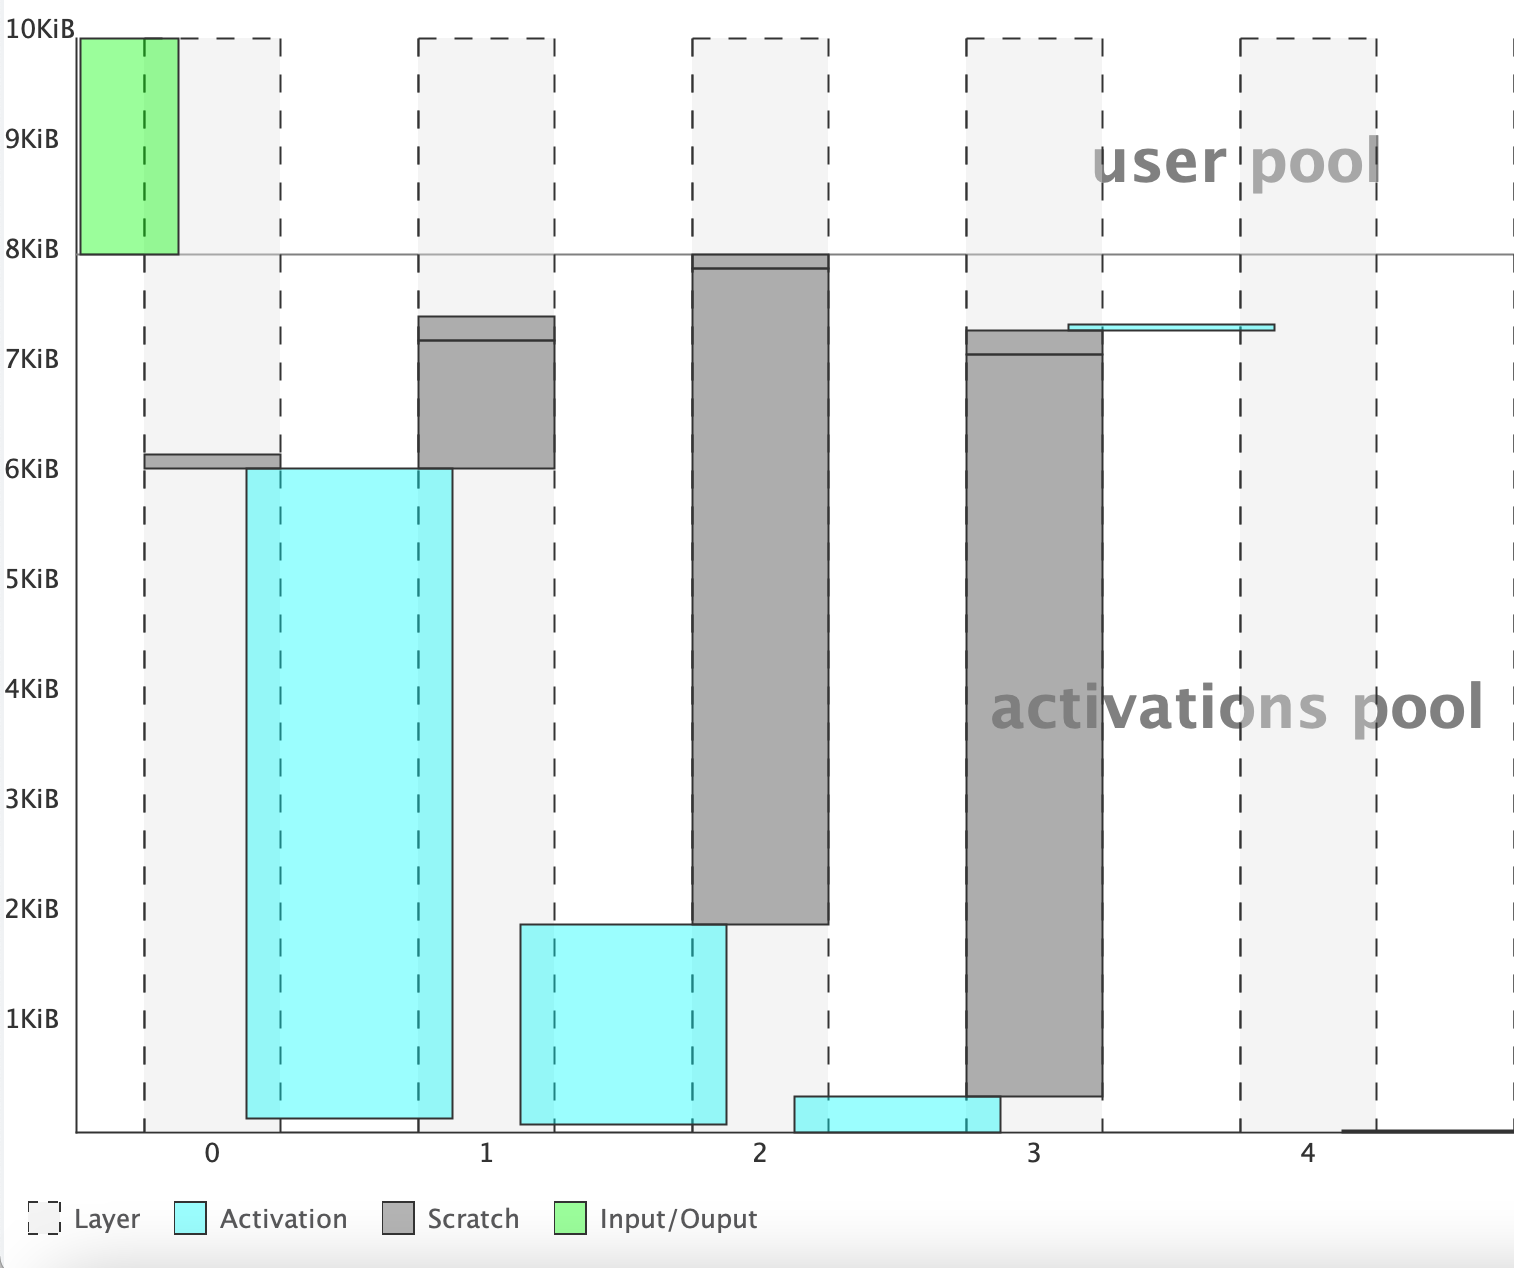 10KiB
9KiB
user pool
8KiB
7KiB
6KiB
5KiB
4KiB
activations pool
3KiB
2KiB
1KiB
0 1 2 3 4
Layer Activation Scratch Input/Ouput